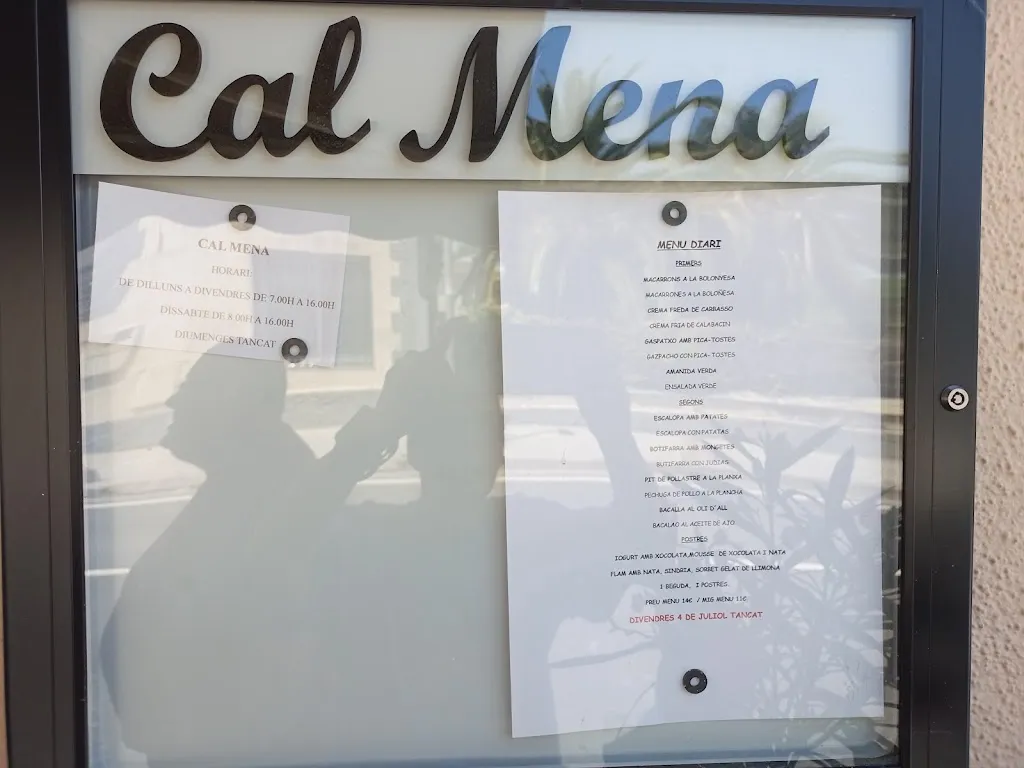 Cal Mena
CAL MENA
HORARI:
DE DILLUNS A DIVENDRES DE 7.00H A 16.00H
DISSABTE DE 8.00H A 16.00H
DIUMENGES TANCAT
MENU DIARI
PRIMERS
MACARRONS A LA BOLONYESA
MACARRONES A LA BOLOÑESA
CREMA FREDA DE CARBASSO
CREMA FRIA DE CALABACIN
GASPATXO AMB PICA-TOSTES
GAZPACHO CON PICA-TOSTES
AMANIDA VERDA
ENSALADA VERDE
SEGONS
ESCALOPA AMB PATATES
ESCALOPA CON PATATAS
BOTIFARRA AMB MONGETES
BUTIFARRA CON JUDIAS
PIT DE POLLASTRE A LA PLANXA
PECHUGA DE POLLO A LA PLANCHA
BACALLA AL OLI D'ALL
BACALAO AL ACEITE DE AJO
POSTRES
IOGURT AMB XOCOLATA,MOUSSE DE XOCOLATA I NATA
FLAM AMB NATA, SINDRIA, SORBET GELAT DE LLIMONA
1 BEGUDA, 1 POSTRES.
PREU MENU 14€ / MIG MENU 11€
DIVENDRES 4 DE JULIOL TANCAT